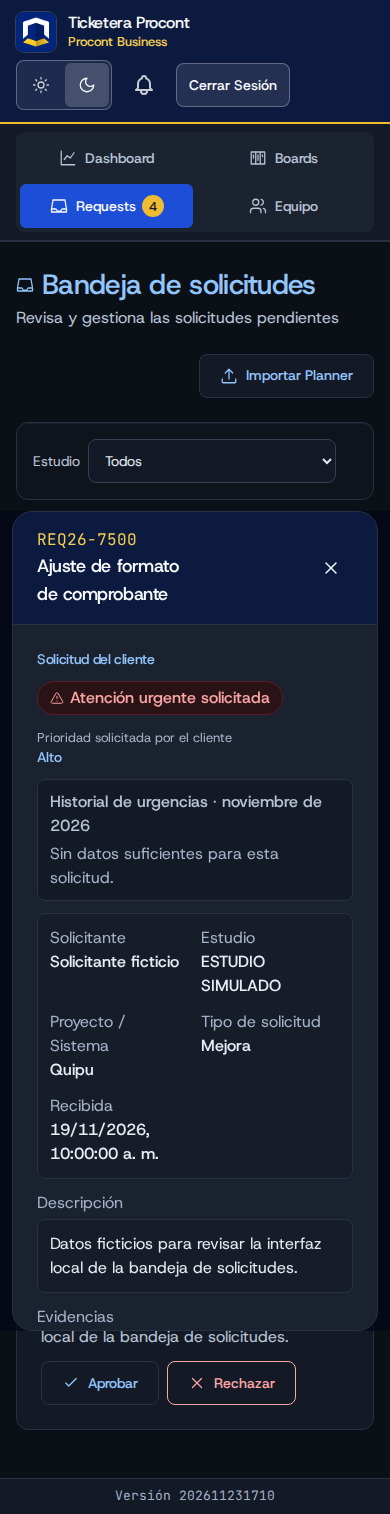 Ticketera Procont
Procont Business
Cerrar Sesión
Dashboard
Boards
Requests 4
Equipo
Bandeja de solicitudes
Revisa y gestiona las solicitudes pendientes
Importar Planner
Estudio
Todos
REQ26-7500
Ajuste de formato
de comprobante
Solicitud del cliente
Atención urgente solicitada
Prioridad solicitada por el cliente
Alto
Historial de urgencias · noviembre de
2026
Sin datos suficientes para esta
solicitud.
Solicitante
Solicitante ficticio
Estudio
ESTUDIO
SIMULADO
Proyecto /
Sistema
Quipu
Tipo de solicitud
Mejora
Recibida
19/11/2026,
10:00:00 a. m.
Descripción
Datos ficticios para revisar la interfaz
local de la bandeja de solicitudes.
Evidencias
local de la bandeja de solicitudes.
Aprobar
Rechazar
Versión 202611231710